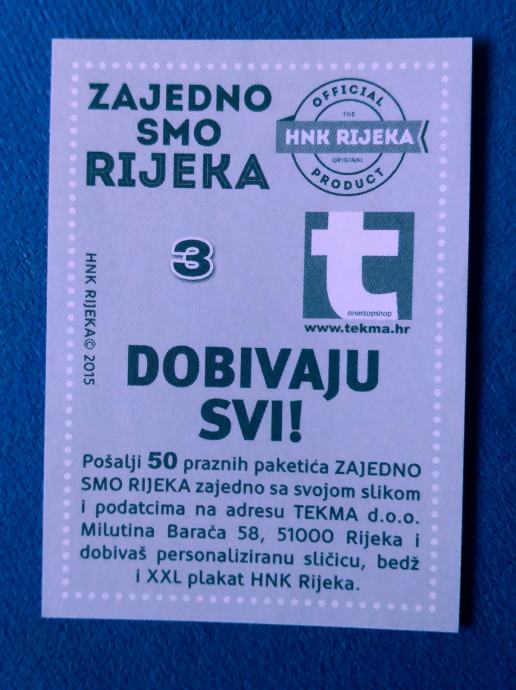 ZAJEDNO
SMO
RIJEKA
OFFICIAL
THE
HNK RIJEKA
ORIGINAL
PRODUCT
3
t
onestopshop
www.tekma.hr
HNK RIJEKA© 2015
DOBIVAJU
SVI!
Pošalji 50 praznih paketića ZAJEDNO
SMO RIJEKA zajedno sa svojom slikom
i podatcima na adresu TEKMA d.o.o.
Milutina Barača 58, 51000 Rijeka i
dobivaš personaliziranu sličicu, bedž
i XXL plakat HNK Rijeka.